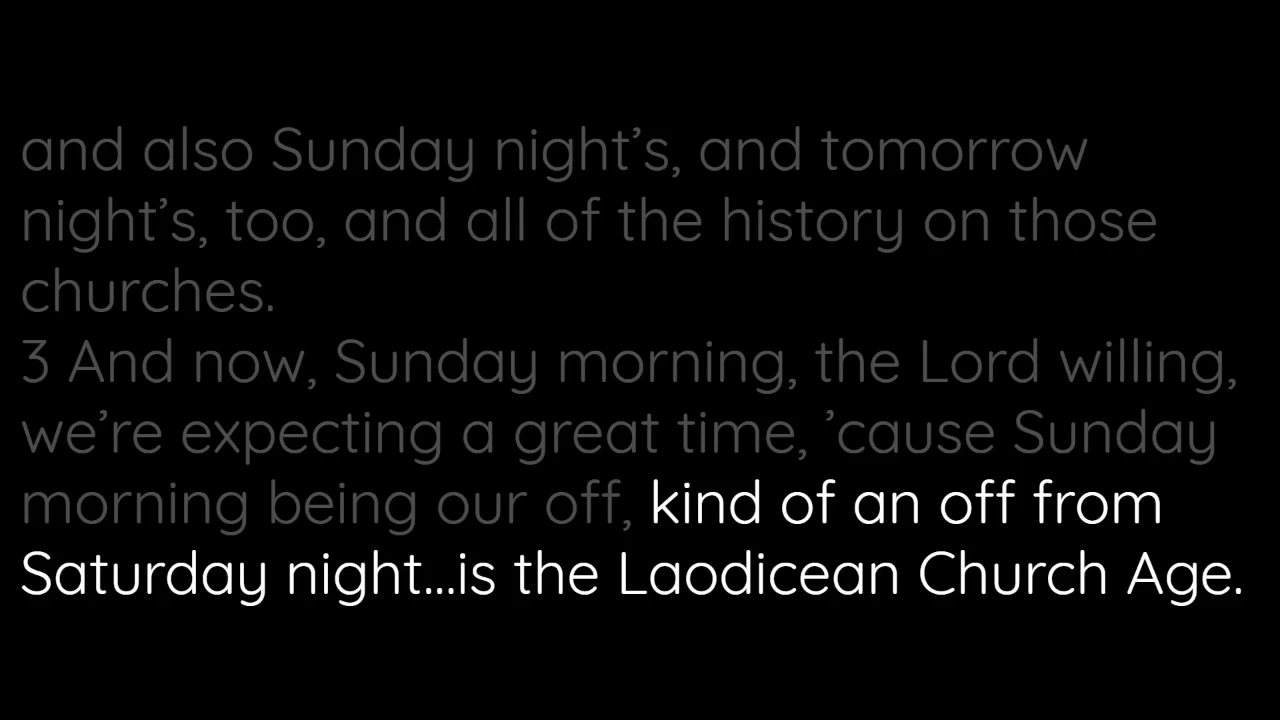 and also Sunday night’s, and tomorrow
night’s, too, and all of the history on those
churches.
3 And now, Sunday morning, the Lord willing,
we’re expecting a great time, ’cause Sunday
morning being our off, kind of an off from
Saturday night...is the Laodicean Church Age.